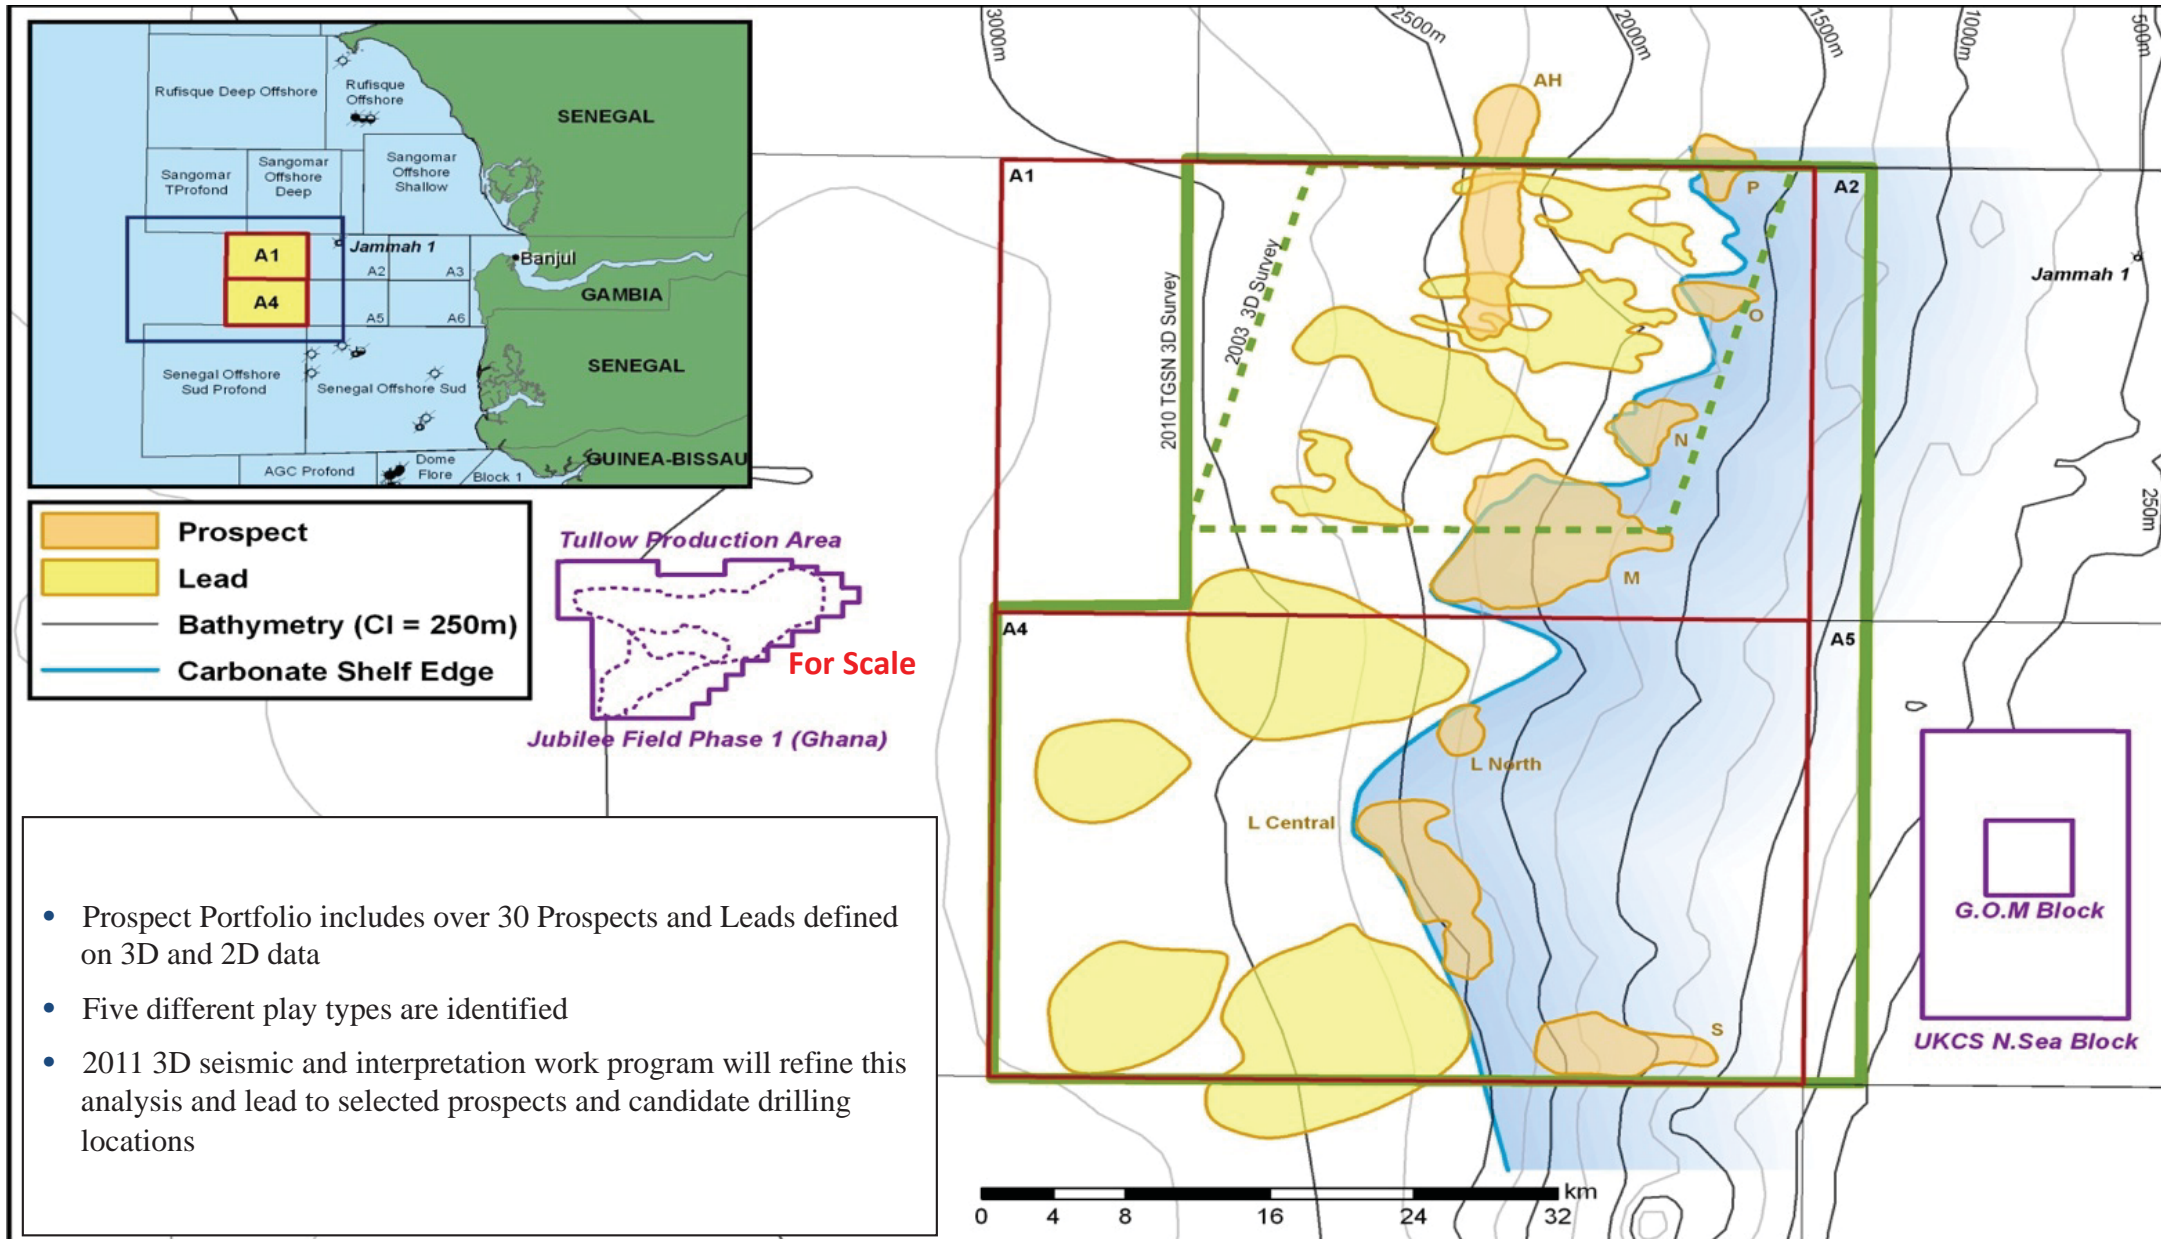 Rufisque Deep Offshore
Rufisque
Offshore
SENEGAL
Sangomar
TProfond
Sangomar
Offshore
Deep
Sangomar
Offshore
Shallow
A1
A4
Jammah 1
A2
A3
A5
A6
Banjul
GAMBIA
SENEGAL
Senegal Offshore
Sud Profond
Senegal Offshore Sud
AGC Profond
Dome
Flore
Block 1
GUINEA-BISSAU
Prospect
Lead
Bathymetry (CI = 250m)
Carbonate Shelf Edge
Tullow Production Area
For Scale
Jubilee Field Phase 1 (Ghana)
• Prospect Portfolio includes over 30 Prospects and Leads defined
on 3D and 2D data
• Five different play types are identified
• 2011 3D seismic and interpretation work program will refine this
analysis and lead to selected prospects and candidate drilling
locations
3000m
2500m
2000m
1500m
1000m
500m
250m
A1
A2
A4
A5
AH
P
O
N
M
L North
L Central
S
2010 TGSN 3D Survey
2003 3D Survey
Jammah 1
G.O.M Block
UKCS N.Sea Block
km
0 4 8 16 24 32